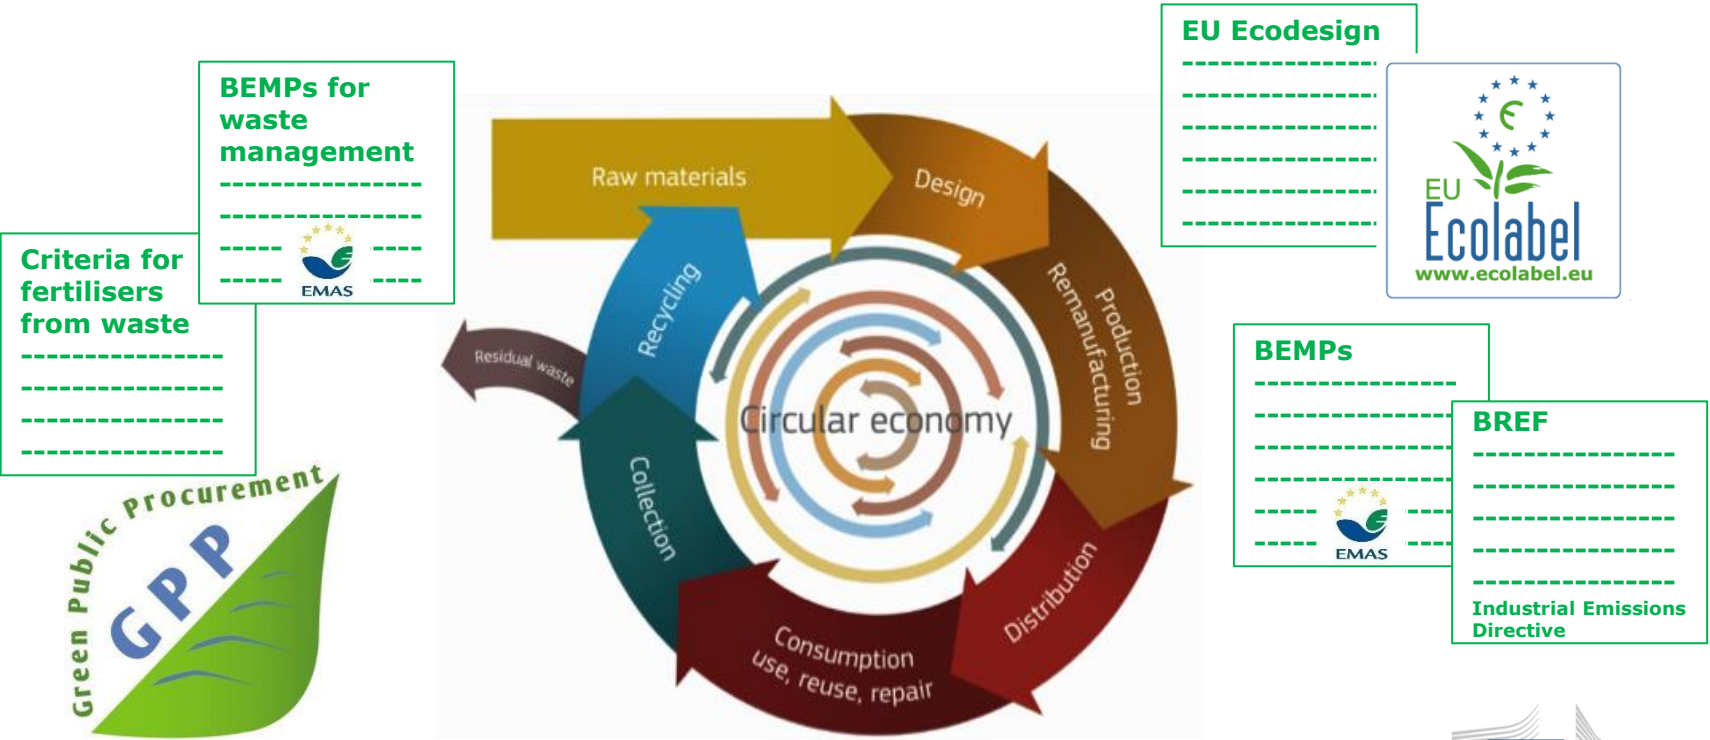 EU Ecodesign
EU
Ecolabel
www.ecolabel.eu
BEMPs for
waste
management
EMAS
Criteria for
fertilisers
from waste
Raw materials
Design
Production
Remanufacturing
Distribution
Consumption
use, reuse, repair
Collection
Recycling
Residual waste
Circular economy
BEMPs
EMAS
BREF
Industrial Emissions
Directive
Green Public Procurement
GPP